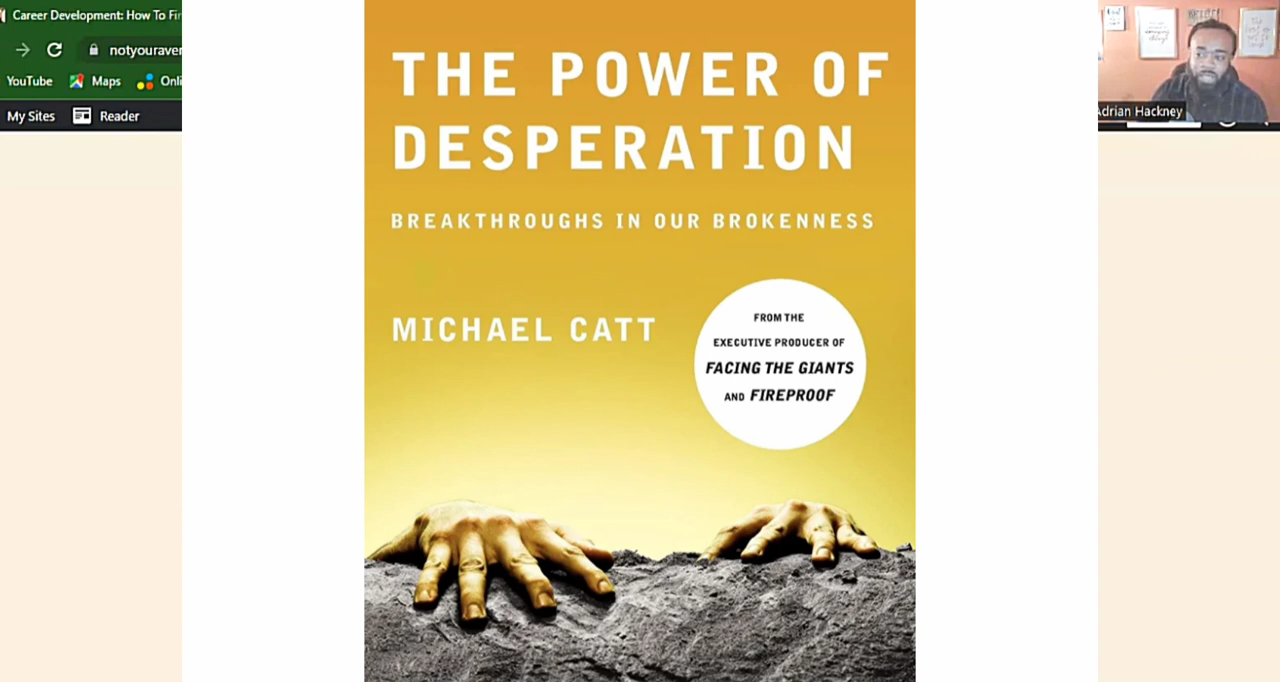 Career Development: How To Fi
notyouraver
YouTube
Maps
Onli
My Sites
Reader
THE POWER OF
DESPERATION
BREAKTHROUGHS IN OUR BROKENNESS
MICHAEL CATT
FROM THE
EXECUTIVE PRODUCER OF
FACING THE GIANTS
AND FIREPROOF
Adrian Hackney